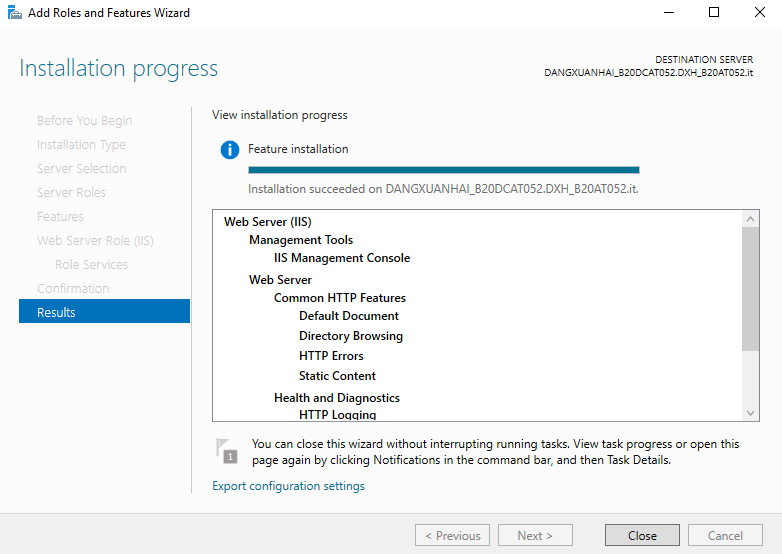 Add Roles and Features Wizard
Installation progress
DESTINATION SERVER
DANGXUANHAI_B20DCAT052.DXH_B20AT052.it
Before You Begin
Installation Type
Server Selection
Server Roles
Features
Web Server Role (IIS)
Role Services
Confirmation
Results
View installation progress
Feature installation
Installation succeeded on DANGXUANHAI_B20DCAT052.DXH_B20AT052.it.
Web Server (IIS)
Management Tools
IIS Management Console
Web Server
Common HTTP Features
Default Document
Directory Browsing
HTTP Errors
Static Content
Health and Diagnostics
HTTP Logging
1
You can close this wizard without interrupting running tasks. View task progress or open this
page again by clicking Notifications in the command bar, and then Task Details.
Export configuration settings
< Previous
Next >
Close
Cancel